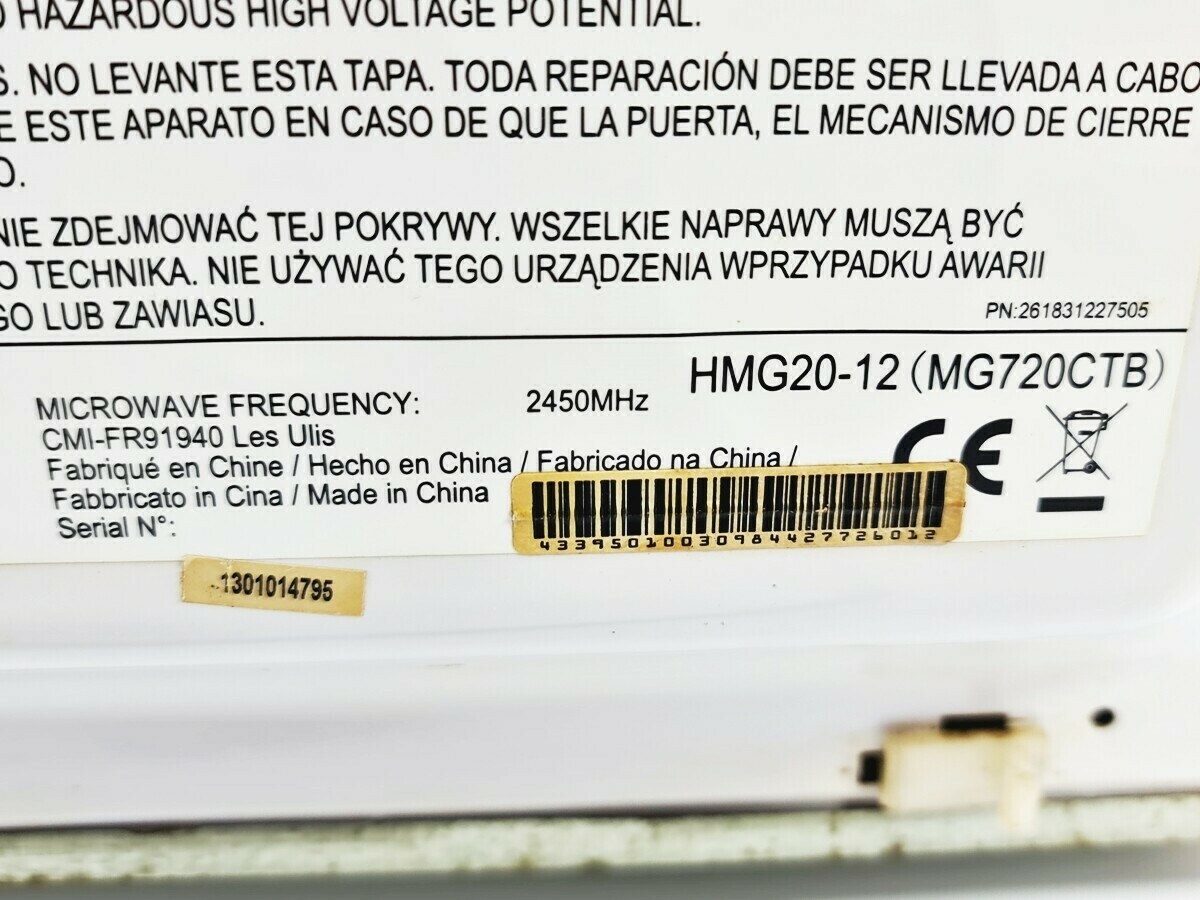 HAZARDOUS HIGH VOLTAGE POTENTIAL.
S. NO LEVANTE ESTA TAPA. TODA REPARACIÓN DEBE SER LLEVADA A CABO
E ESTE APARATO EN CASO DE QUE LA PUERTA, EL MECANISMO DE CIERRE
O.
NIE ZDEJMOWAĆ TEJ POKRYWY. WSZELKIE NAPRAWY MUSZĄ BYĆ
O TECHNIKA. NIE UŻYWAĆ TEGO URZĄDZENIA WPRZYPADKU AWARII
GO LUB ZAWIASU.
PN:261831227505
HMG20-12 (MG720CTB)
MICROWAVE FREQUENCY: 2450MHz
CMI-FR91940 Les Ulis
Fabriqué en Chine / Hecho en China / Fabricado na China /
Fabbricato in Cina / Made in China
CE
Serial N°:
43395010030984427726012
1301014795